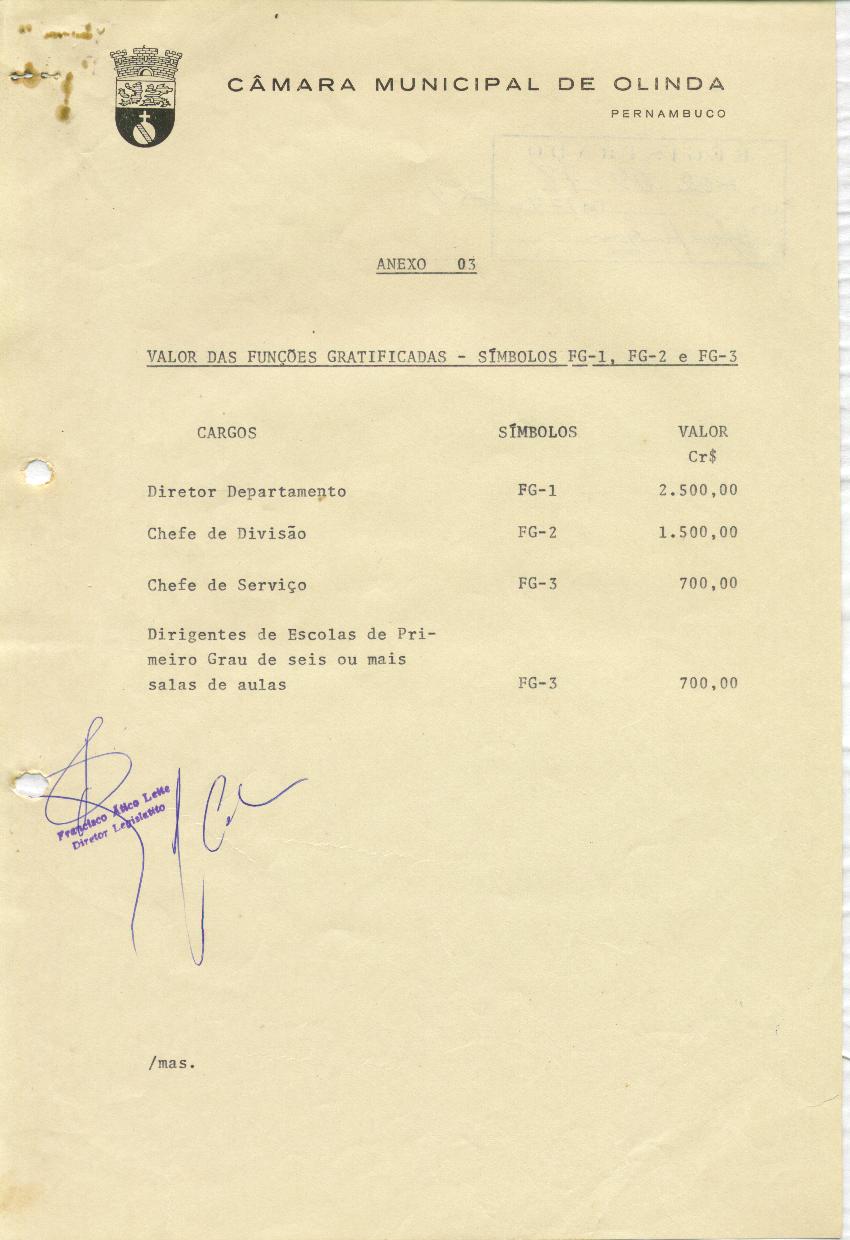 CÂMARA MUNICIPAL DE OLINDA
PERNAMBUCO
ANEXO 03
VALOR DAS FUNÇÕES GRATIFICADAS - SÍMBOLOS FG-1, FG-2 e FG-3
CARGOS SÍMBOLOS VALOR
Cr$
Diretor Departamento FG-1 2.500,00
Chefe de Divisão FG-2 1.500,00
Chefe de Serviço FG-3 700,00
Dirigentes de Escolas de Pri-
meiro Grau de seis ou mais
salas de aulas FG-3 700,00
Francisco Ático Leite
Diretor Legislativo
/mas.